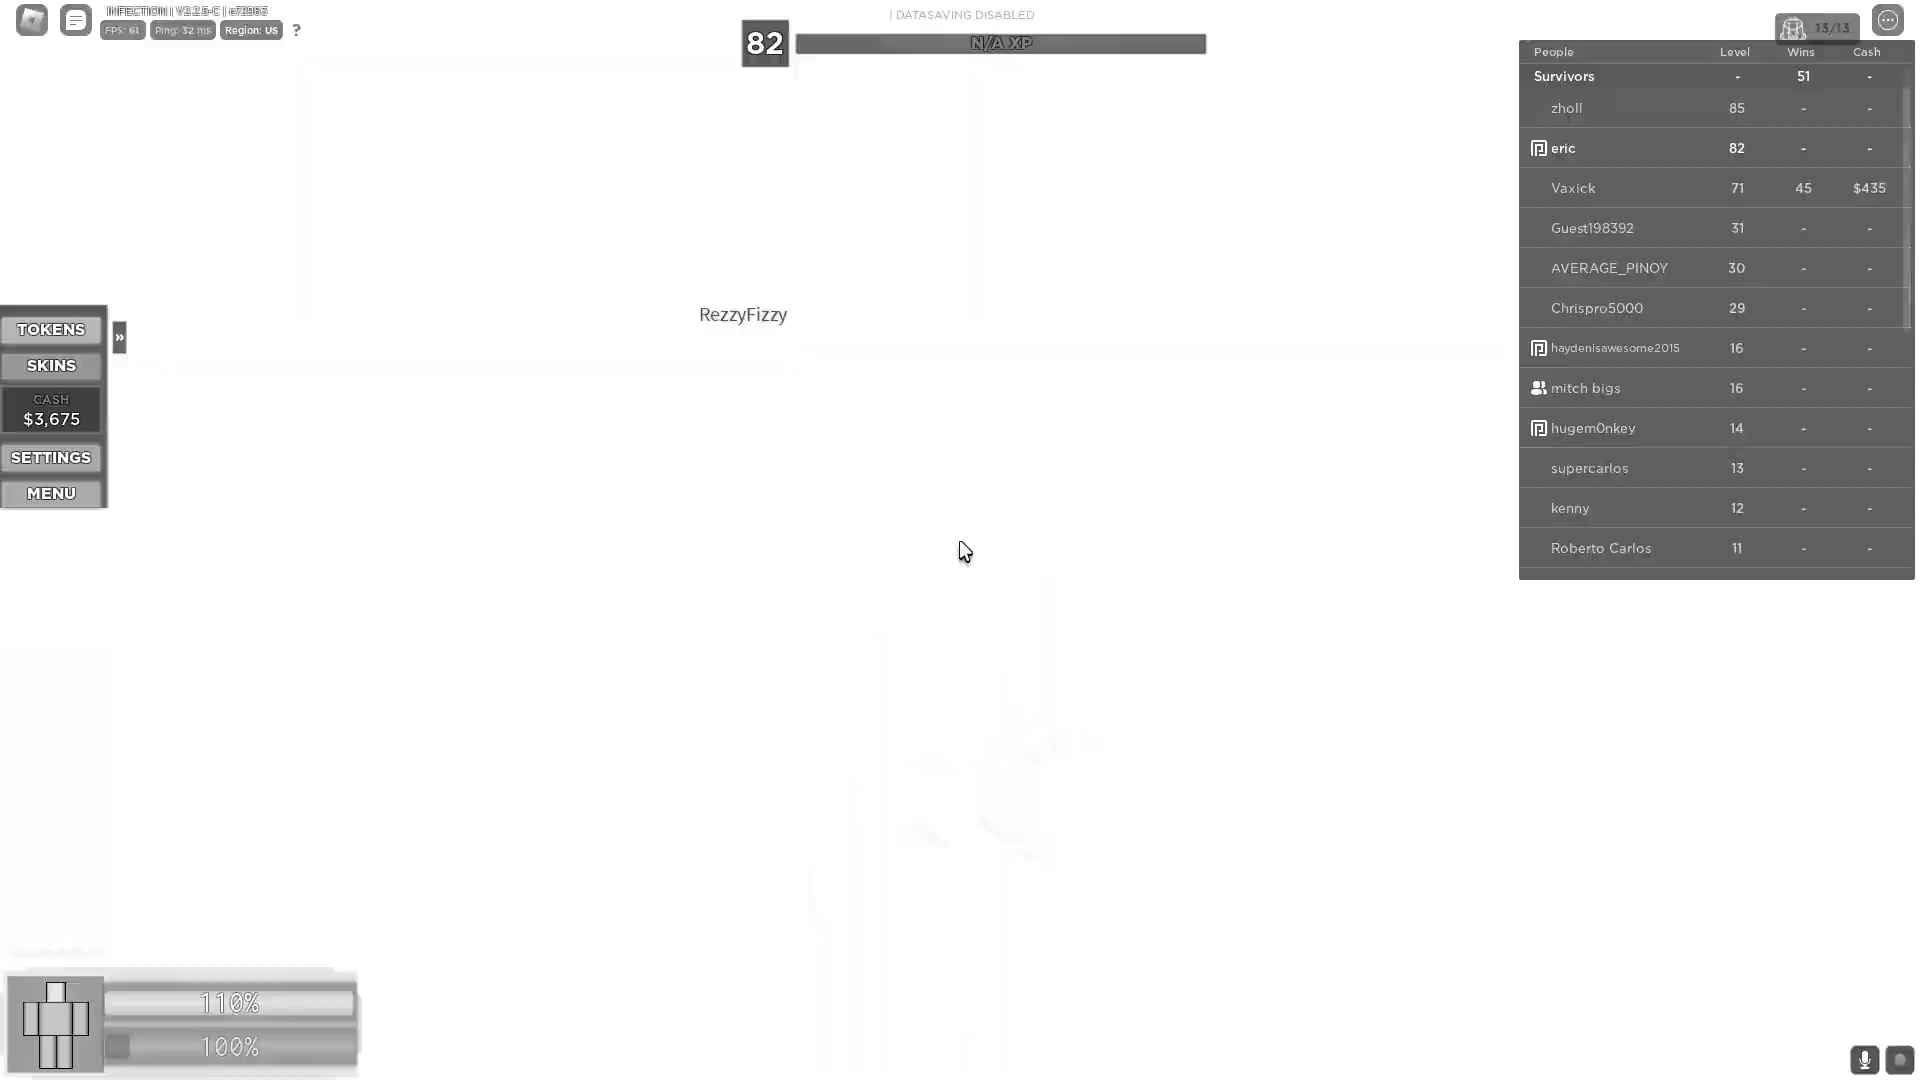 INFECTION | V2.2.5-C | e72963
FPS: 61 Ping: 32 ms Region: US ?
| DATASAVING DISABLED
82 N/A XP
13/13
People Level Wins Cash
Survivors - 51 -
zholl 85 - -
eric 82 - -
Vaxick 71 45 $435
Guest198392 31 - -
AVERAGE_PINOY 30 - -
Chrispro5000 29 - -
haydenisawesome2015 16 - -
mitch bigs 16 - -
hugem0nkey 14 - -
supercarlos 13 - -
kenny 12 - -
Roberto Carlos 11 - -
RezzyFizzy
TOKENS »
SKINS
CASH
$3,675
SETTINGS
MENU
110%
100%